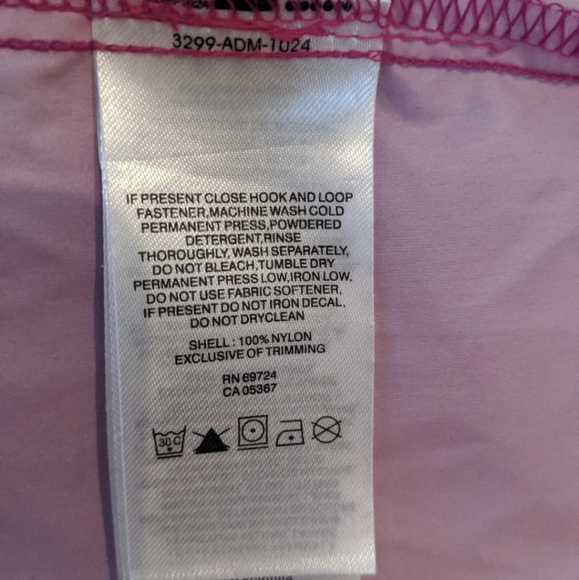 3299-ADM-1024
IF PRESENT CLOSE HOOK AND LOOP
FASTENER,MACHINE WASH COLD
PERMANENT PRESS,POWDERED
DETERGENT,RINSE
THOROUGHLY, WASH SEPARATELY,
DO NOT BLEACH,TUMBLE DRY
PERMANENT PRESS LOW,IRON LOW,
DO NOT USE FABRIC SOFTENER,
IF PRESENT DO NOT IRON DECAL,
DO NOT DRYCLEAN
SHELL : 100% NYLON
EXCLUSIVE OF TRIMMING
RN 69724
CA 05367
30 C